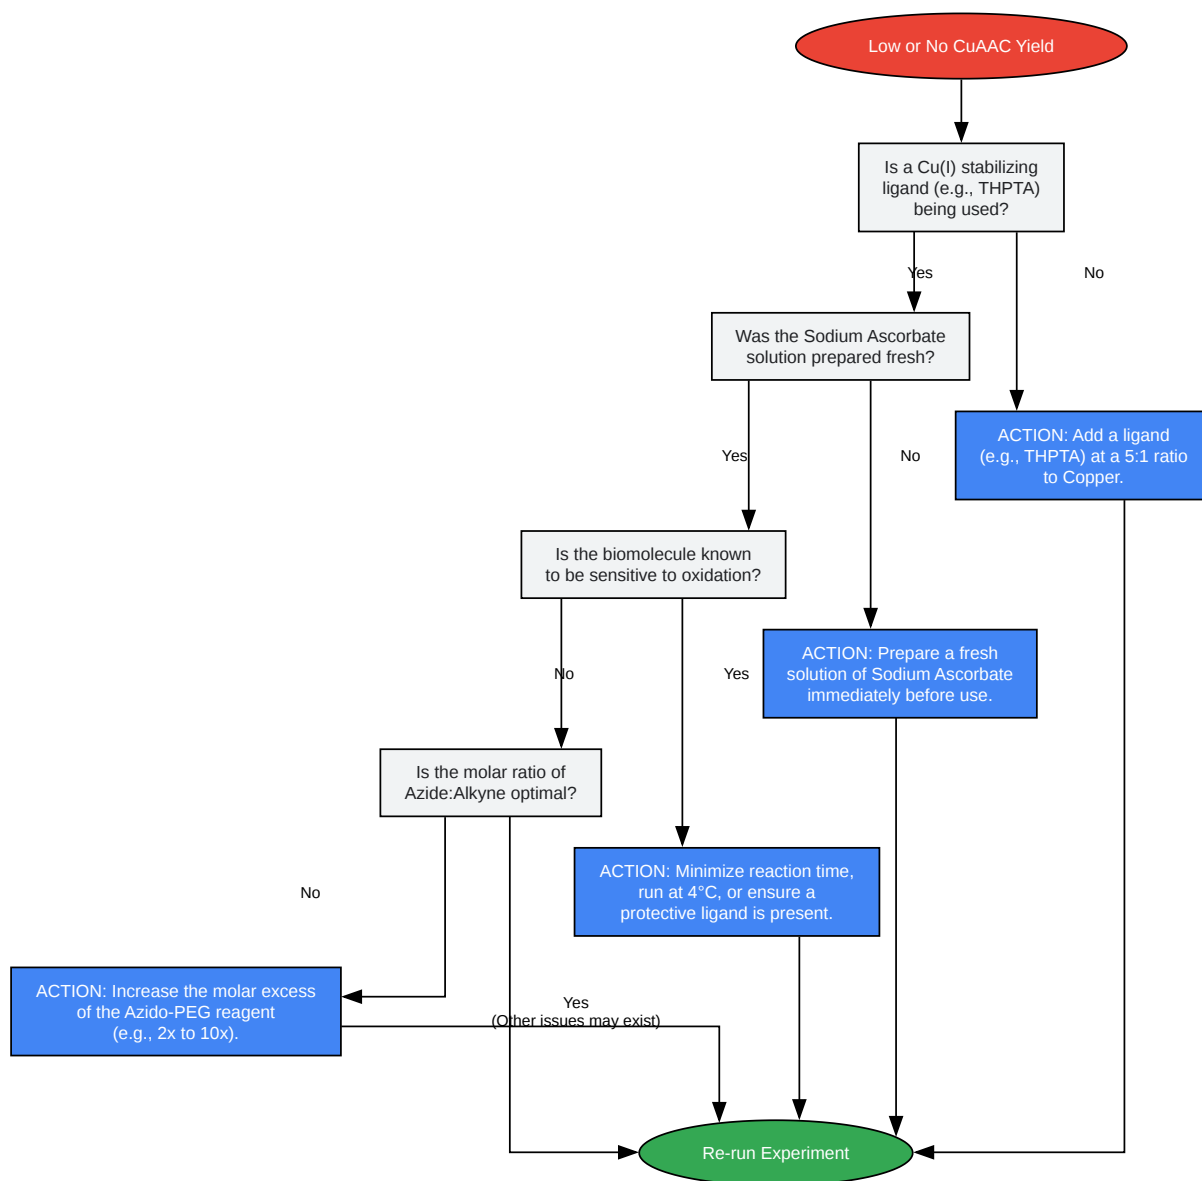 Low or No CuAAC Yield
Is a Cu(I) stabilizing
ligand (e.g., THPTA)
being used?
Yes
No
Was the Sodium Ascorbate
solution prepared fresh?
ACTION: Add a ligand
(e.g., THPTA) at a 5:1 ratio
to Copper.
Yes
No
Is the biomolecule known
to be sensitive to oxidation?
ACTION: Prepare a fresh
solution of Sodium Ascorbate
immediately before use.
No
Yes
Is the molar ratio of
Azide:Alkyne optimal?
ACTION: Minimize reaction time,
run at 4°C, or ensure a
protective ligand is present.
No
ACTION: Increase the molar excess
of the Azido-PEG reagent
(e.g., 2x to 10x).
Yes
(Other issues may exist)
Re-run Experiment